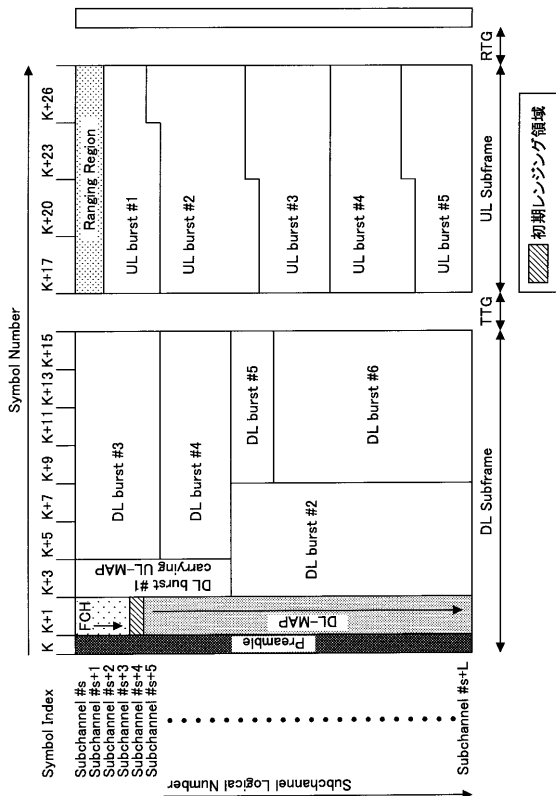 Symbol Number
Symbol Index
K
K+1
K+3
K+5
K+7
K+9
K+11
K+13
K+15
K+17
K+20
K+23
K+26
Subchannel #s
Subchannel #s+1
Subchannel #s+2
Subchannel #s+3
Subchannel #s+4
Subchannel #s+5
Subchannel #s+L
Subchannel Logical Number
Preamble
FCH
DL-MAP
DL burst #1
carrying UL-MAP
DL burst #2
DL burst #3
DL burst #4
DL burst #5
DL burst #6
Ranging Region
UL burst #1
UL burst #2
UL burst #3
UL burst #4
UL burst #5
DL Subframe
TTG
UL Subframe
RTG
初期レンジング領域